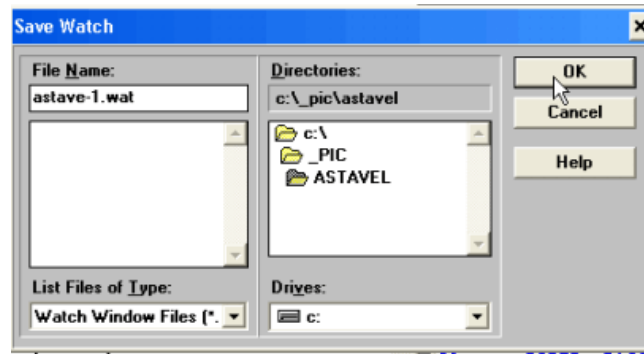 Save Watch
File Name:
astave-1.wat
List Files of Type:
Watch Window Files (*.
Directories:
c:\_pic\astavel
c:\
_PIC
ASTAVEL
Drives:
c:
OK
Cancel
Help